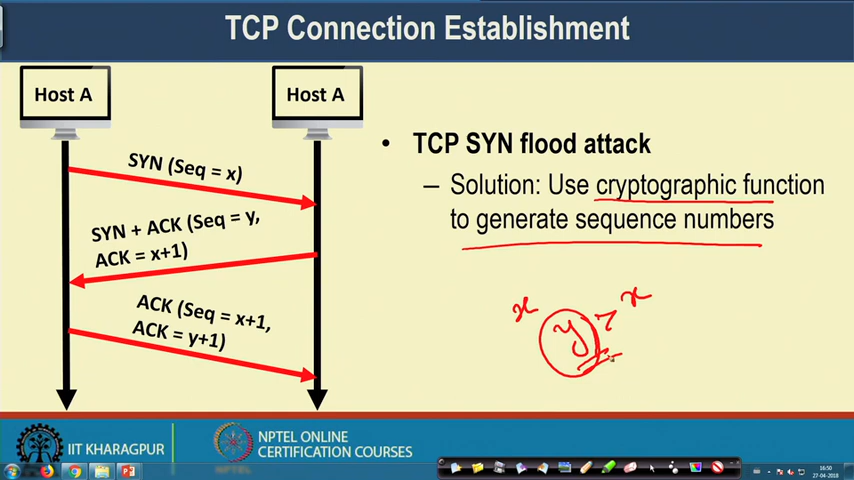 TCP Connection Establishment
Host A
Host A
SYN (Seq = x)
SYN + ACK (Seq = y,
ACK = x+1)
ACK (Seq = x+1,
ACK = y+1)
• TCP SYN flood attack
– Solution: Use cryptographic function
to generate sequence numbers
x y > x
IIT KHARAGPUR
NPTEL ONLINE
CERTIFICATION COURSES
NPTEL
16:50
27-04-2018